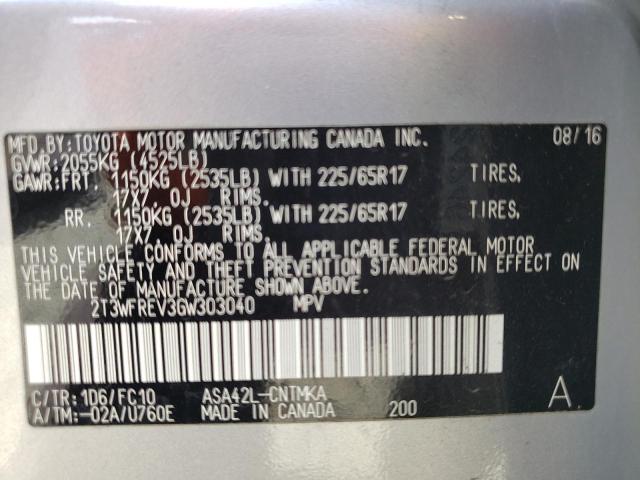 MFD.BY:TOYOTA MOTOR MANUFACTURING CANADA INC. 08/16
GVWR:2055KG (4525LB)
GAWR:FRT. 1150KG (2535LB) WITH 225/65R17 TIRES,
17X7.0J RIMS.
RR. 1150KG (2535LB) WITH 225/65R17 TIRES,
17X7.0J RIMS.
THIS VEHICLE CONFORMS TO ALL APPLICABLE FEDERAL MOTOR
VEHICLE SAFETY AND THEFT PREVENTION STANDARDS IN EFFECT ON
THE DATE OF MANUFACTURE SHOWN ABOVE.
2T3WFREV3GW303040 MPV
C/TR:1D6/FC10 ASA42L-CNTMKA A
A/TM:-02A/U760E MADE IN CANADA 200